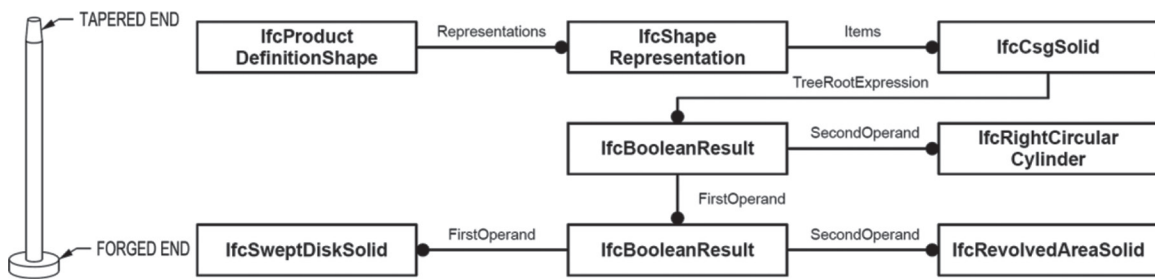 TAPERED END
IfcProduct
DefinitionShape
Representations
IfcShape
Representation
Items
IfcCsgSolid
TreeRootExpression
IfcBooleanResult
SecondOperand
IfcRightCircular
Cylinder
FirstOperand
FORGED END
IfcSweptDiskSolid
FirstOperand
IfcBooleanResult
SecondOperand
IfcRevolvedAreaSolid